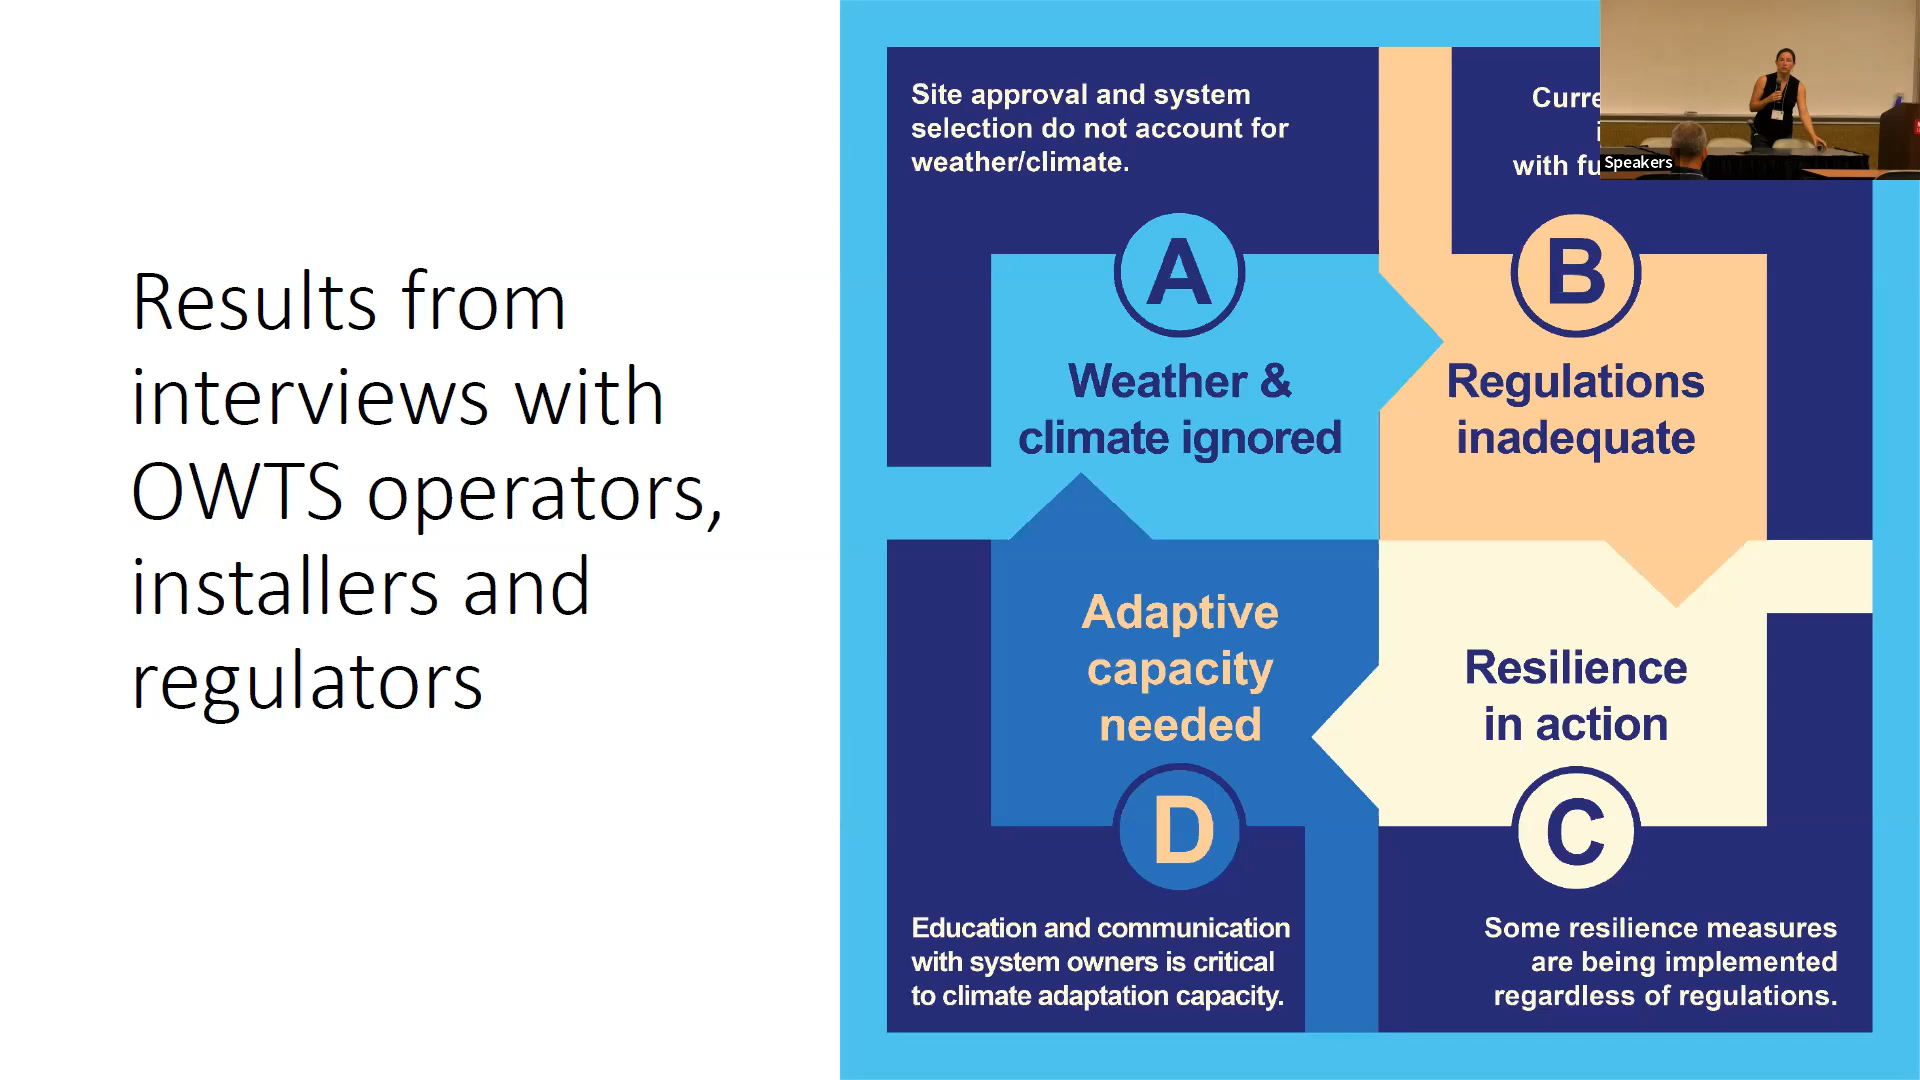 Results from
interviews with
OWTS operators,
installers and
regulators
Site approval and system
selection do not account for
weather/climate.
A
Weather &
climate ignored
with
Speakers
B
Regulations
inadequate
Adaptive
capacity
needed
D
Education and communication
with system owners is critical
to climate adaptation capacity.
Resilience
in action
C
Some resilience measures
are being implemented
regardless of regulations.